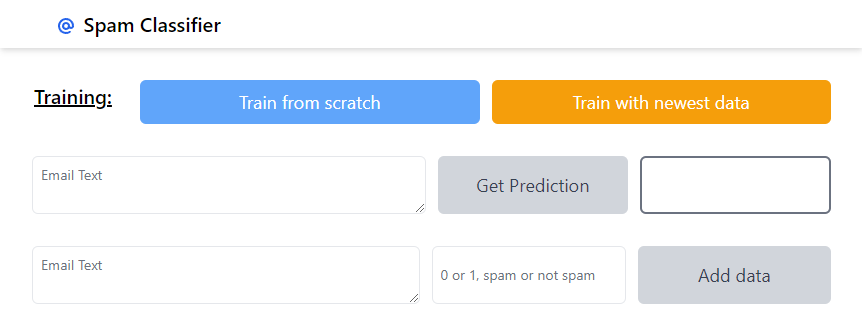 @ Spam Classifier
Training: Train from scratch Train with newest data
Email Text Get Prediction
Email Text 0 or 1, spam or not spam Add data